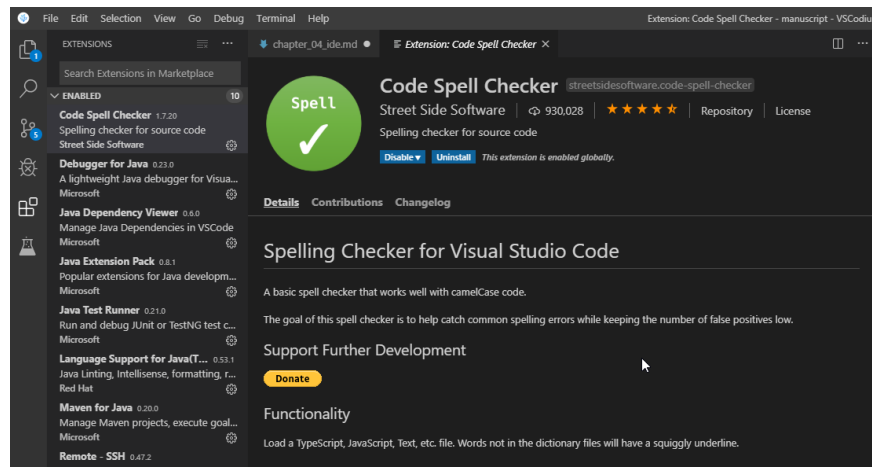 File Edit Selection View Go Debug Terminal Help
Extension: Code Spell Checker - manuscript - VSCodiu
EXTENSIONS
chapter_04_ide.md
Extension: Code Spell Checker
Search Extensions in Marketplace
ENABLED 10
Code Spell Checker 1.7.20
Spelling checker for source code
Street Side Software
Debugger for Java 0.23.0
A lightweight Java debugger for Visua...
Microsoft
Java Dependency Viewer 0.6.0
Manage Java Dependencies in VSCode
Microsoft
Java Extension Pack 0.8.1
Popular extensions for Java developm...
Microsoft
Java Test Runner 0.21.0
Run and debug JUnit or TestNG test c...
Microsoft
Language Support for Java(T... 0.53.1
Java Linting, Intellisense, formatting, r...
Red Hat
Maven for Java 0.20.0
Manage Maven projects, execute goal...
Microsoft
Remote - SSH 0.47.2
1
5
Spell
Code Spell Checker streetsidesoftware.code-spell-checker
Street Side Software 930,028 Repository License
Spelling checker for source code
Disable Uninstall This extension is enabled globally.
Details Contributions Changelog
Spelling Checker for Visual Studio Code
A basic spell checker that works well with camelCase code.
The goal of this spell checker is to help catch common spelling errors while keeping the number of false positives low.
Support Further Development
Donate
Functionality
Load a TypeScript, JavaScript, Text, etc. file. Words not in the dictionary files will have a squiggly underline.